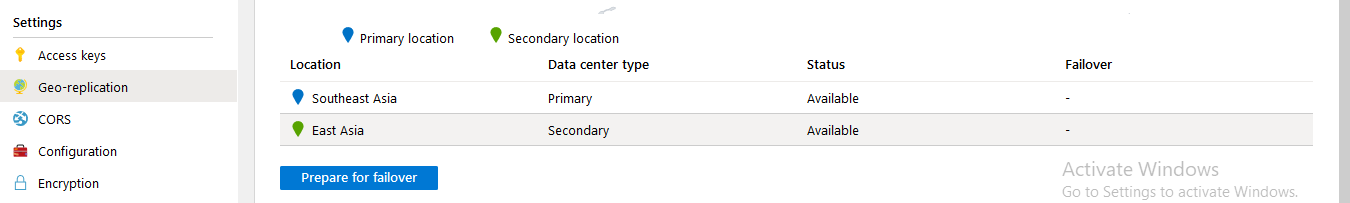 Settings
Access keys
Geo-replication
CORS
Configuration
Encryption
Primary location Secondary location
Location Data center type Status Failover
Southeast Asia Primary Available -
East Asia Secondary Available -
Prepare for failover
Activate Windows
Go to Settings to activate Windows.